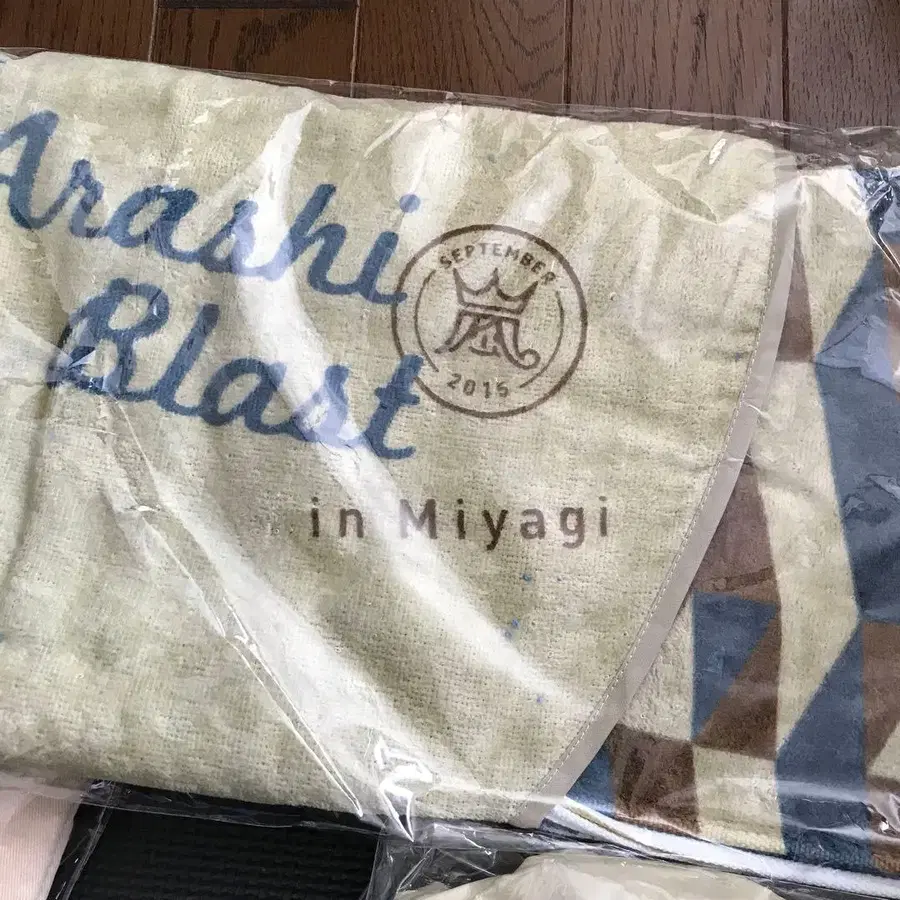 Arashi
Blast
SEPTEMBER
嵐
2015
in Miyagi